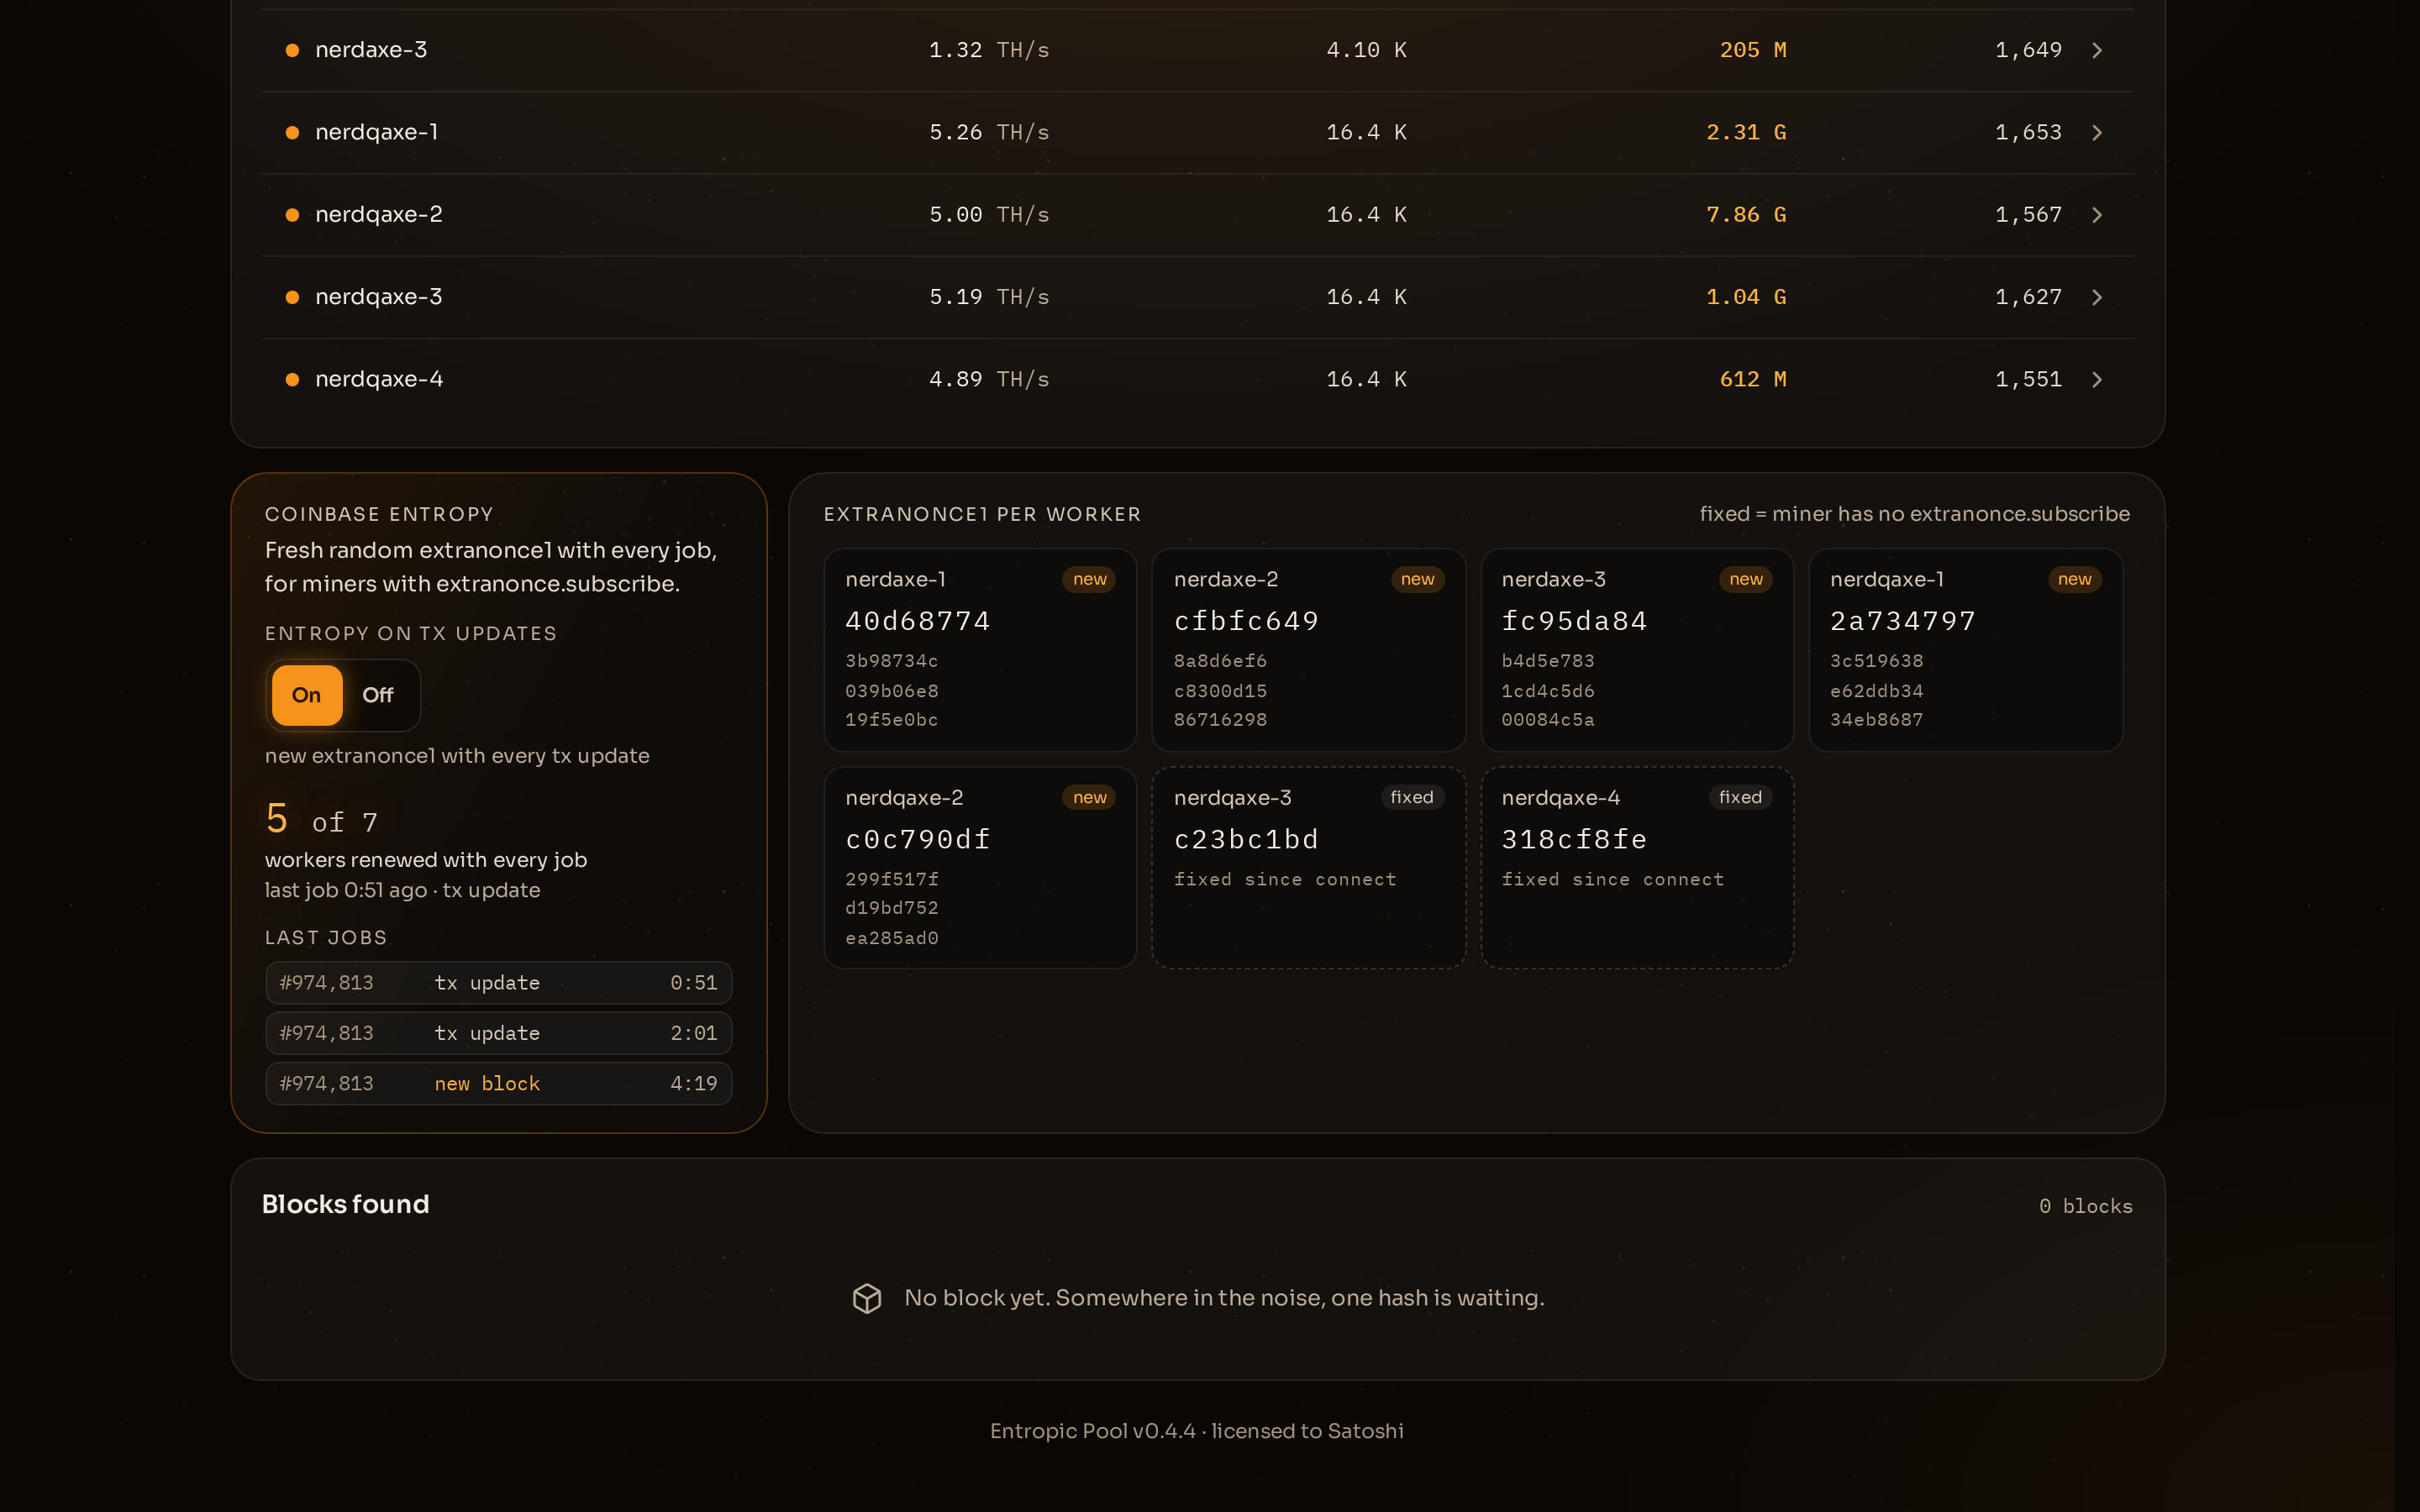 nerdaxe-3 1.32 TH/s 4.10 K 205 M 1,649
nerdqaxe-1 5.26 TH/s 16.4 K 2.31 G 1,653
nerdqaxe-2 5.00 TH/s 16.4 K 7.86 G 1,567
nerdqaxe-3 5.19 TH/s 16.4 K 1.04 G 1,627
nerdqaxe-4 4.89 TH/s 16.4 K 612 M 1,551
COINBASE ENTROPY
Fresh random extranonce1 with every job,
for miners with extranonce.subscribe.
ENTROPY ON TX UPDATES
On Off
new extranonce1 with every tx update
5 of 7
workers renewed with every job
last job 0:51 ago · tx update
LAST JOBS
#974,813 tx update 0:51
#974,813 tx update 2:01
#974,813 new block 4:19
EXTRANONCE1 PER WORKER fixed = miner has no extranonce.subscribe
nerdaxe-1 new
40d68774
3b98734c
039b06e8
19f5e0bc
nerdaxe-2 new
cfbfc649
8a8d6ef6
c8300d15
86716298
nerdaxe-3 new
fc95da84
b4d5e783
1cd4c5d6
00084c5a
nerdqaxe-1 new
2a734797
3c519638
e62ddb34
34eb8687
nerdqaxe-2 new
c0c790df
299f517f
d19bd752
ea285ad0
nerdqaxe-3 fixed
c23bc1bd
fixed since connect
nerdqaxe-4 fixed
318cf8fe
fixed since connect
Blocks found 0 blocks
No block yet. Somewhere in the noise, one hash is waiting.
Entropic Pool v0.4.4 · licensed to Satoshi